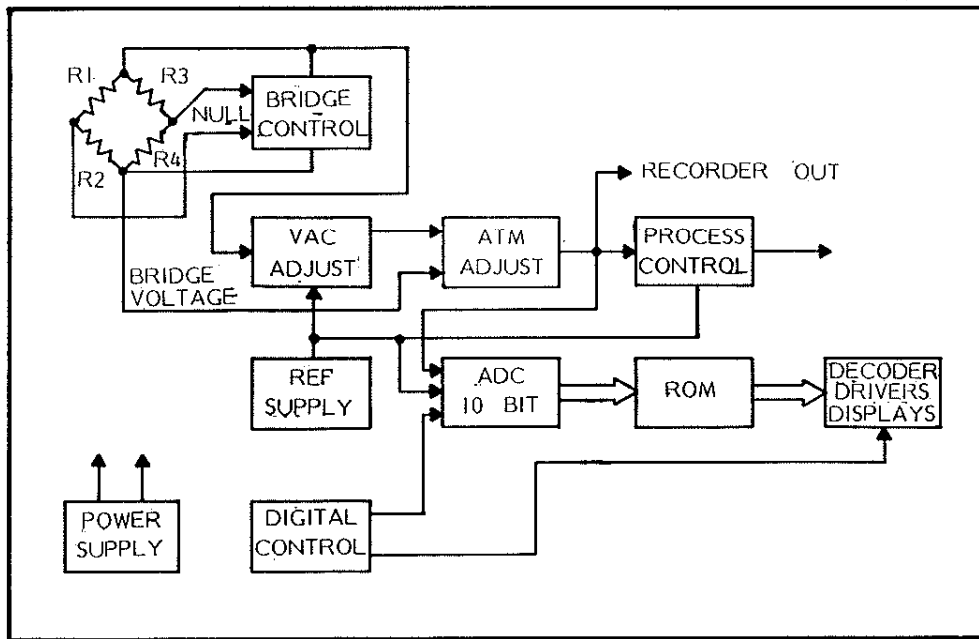 R1
R3
NULL
BRIDGE
CONTROL
R2
R4
RECORDER OUT
VAC
ADJUST
ATM
ADJUST
PROCESS
CONTROL
BRIDGE
VOLTAGE
REF
SUPPLY
ADC
10 BIT
ROM
DECODER
DRIVERS
DISPLAYS
POWER
SUPPLY
DIGITAL
CONTROL